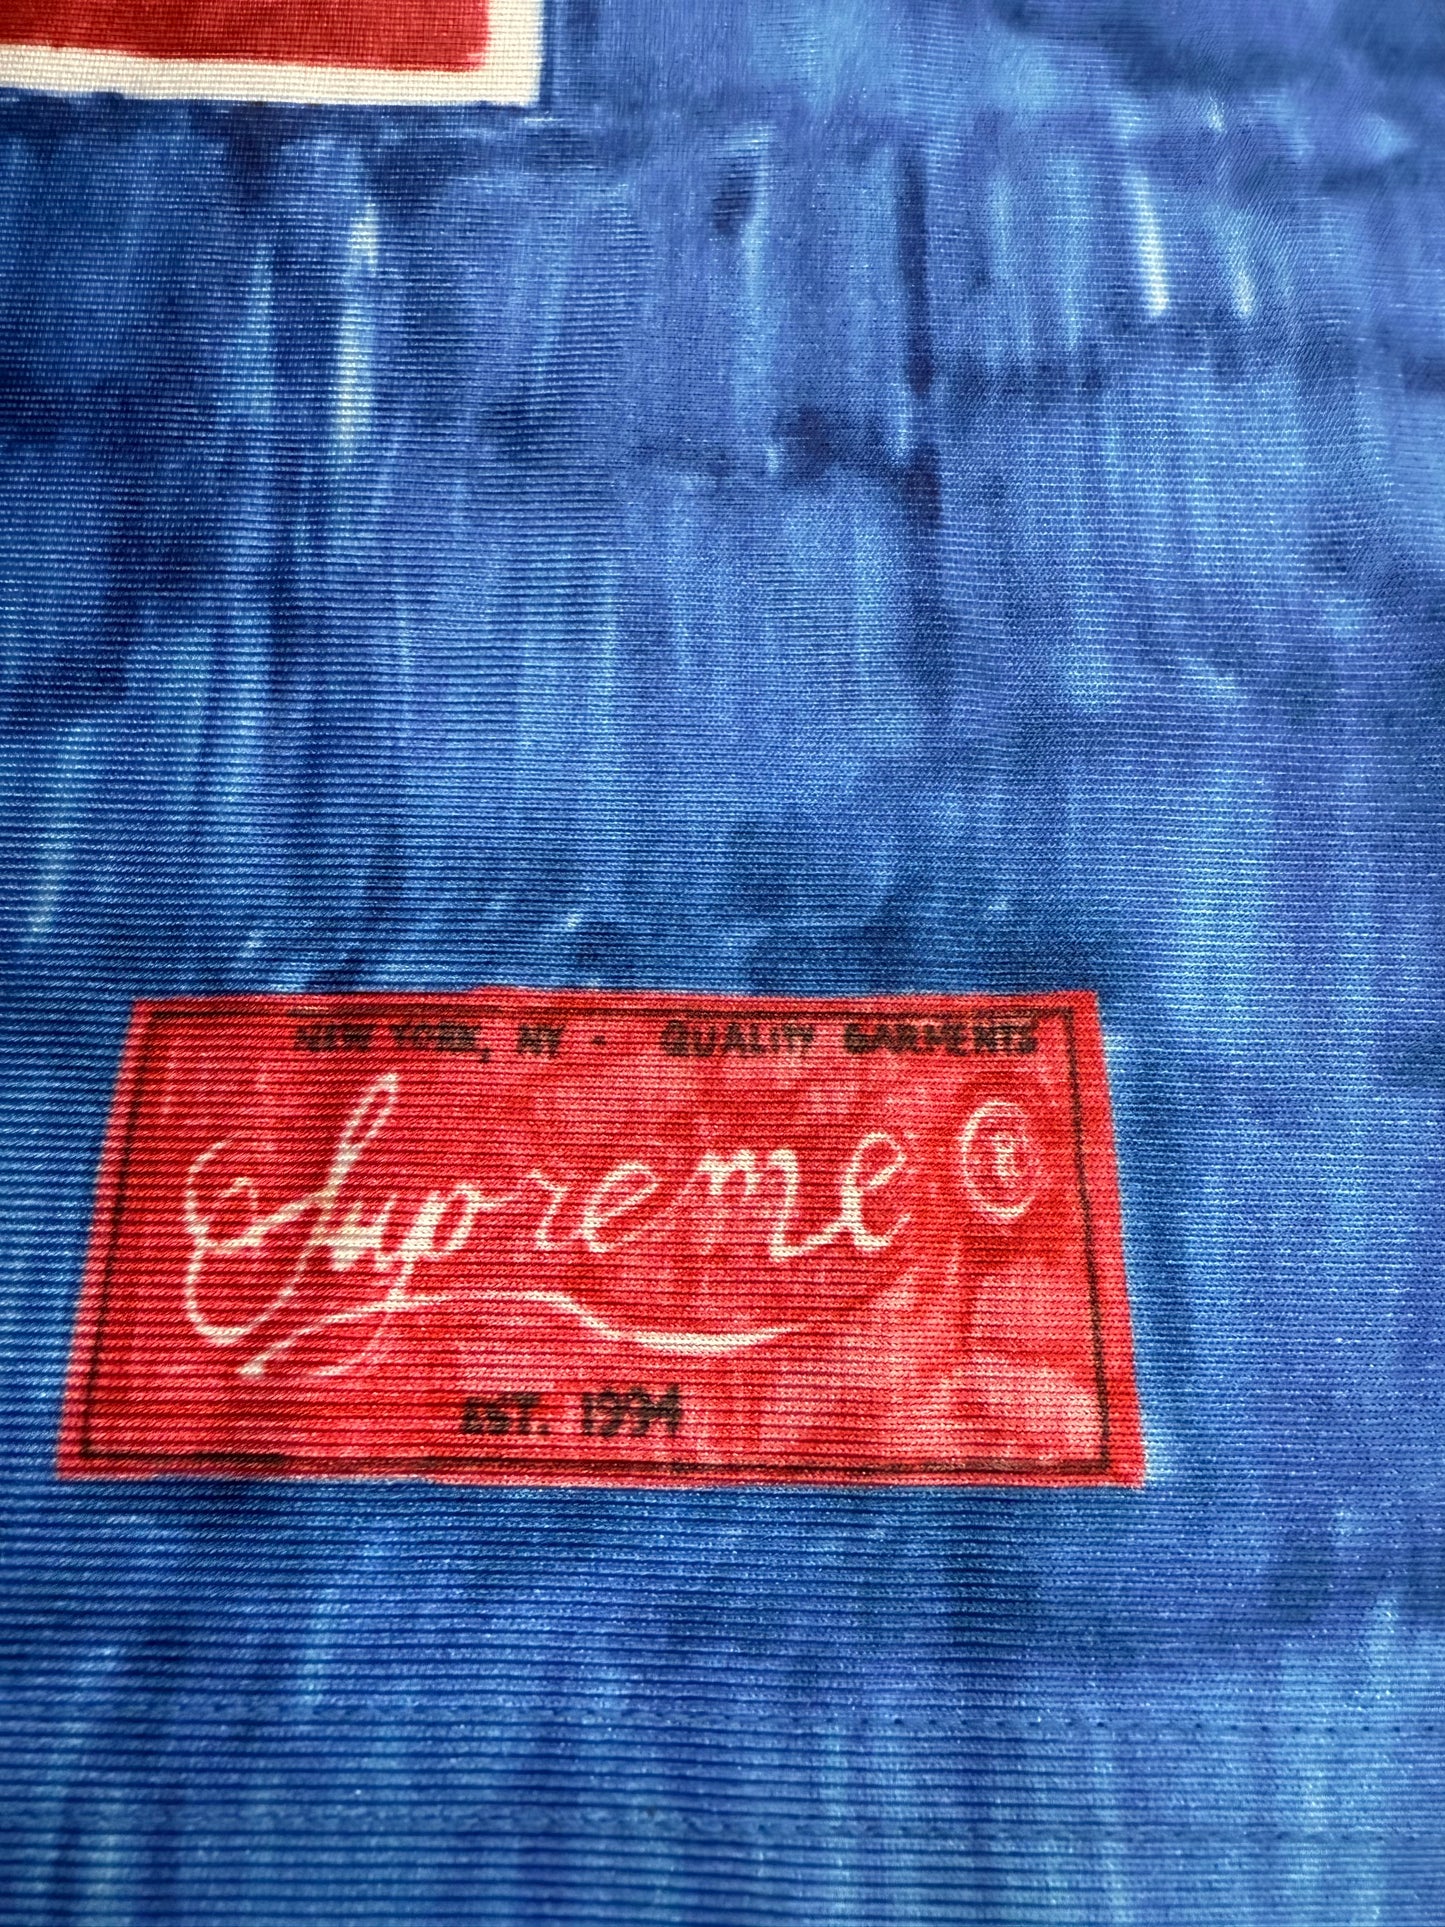 NEW YORK, NY - QUALITY GARMENTS
Supreme ®
EST. 1994